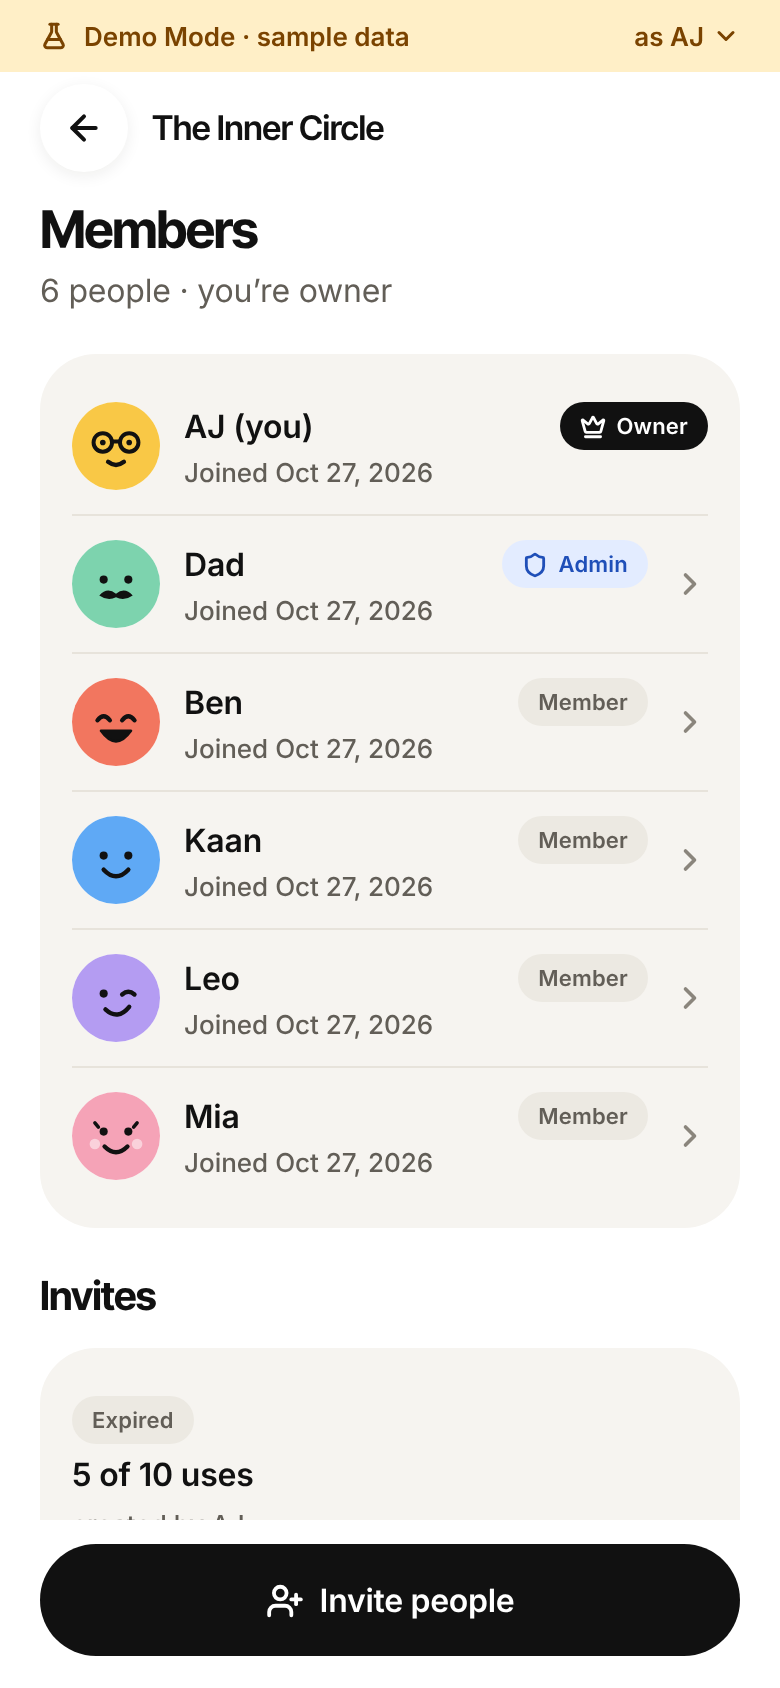 Demo Mode · sample data
as AJ
The Inner Circle
Members
6 people · you’re owner
AJ (you)
Owner
Joined Oct 27, 2026
Dad
Admin
Joined Oct 27, 2026
Ben
Member
Joined Oct 27, 2026
Kaan
Member
Joined Oct 27, 2026
Leo
Member
Joined Oct 27, 2026
Mia
Member
Joined Oct 27, 2026
Invites
Expired
5 of 10 uses
Invite people